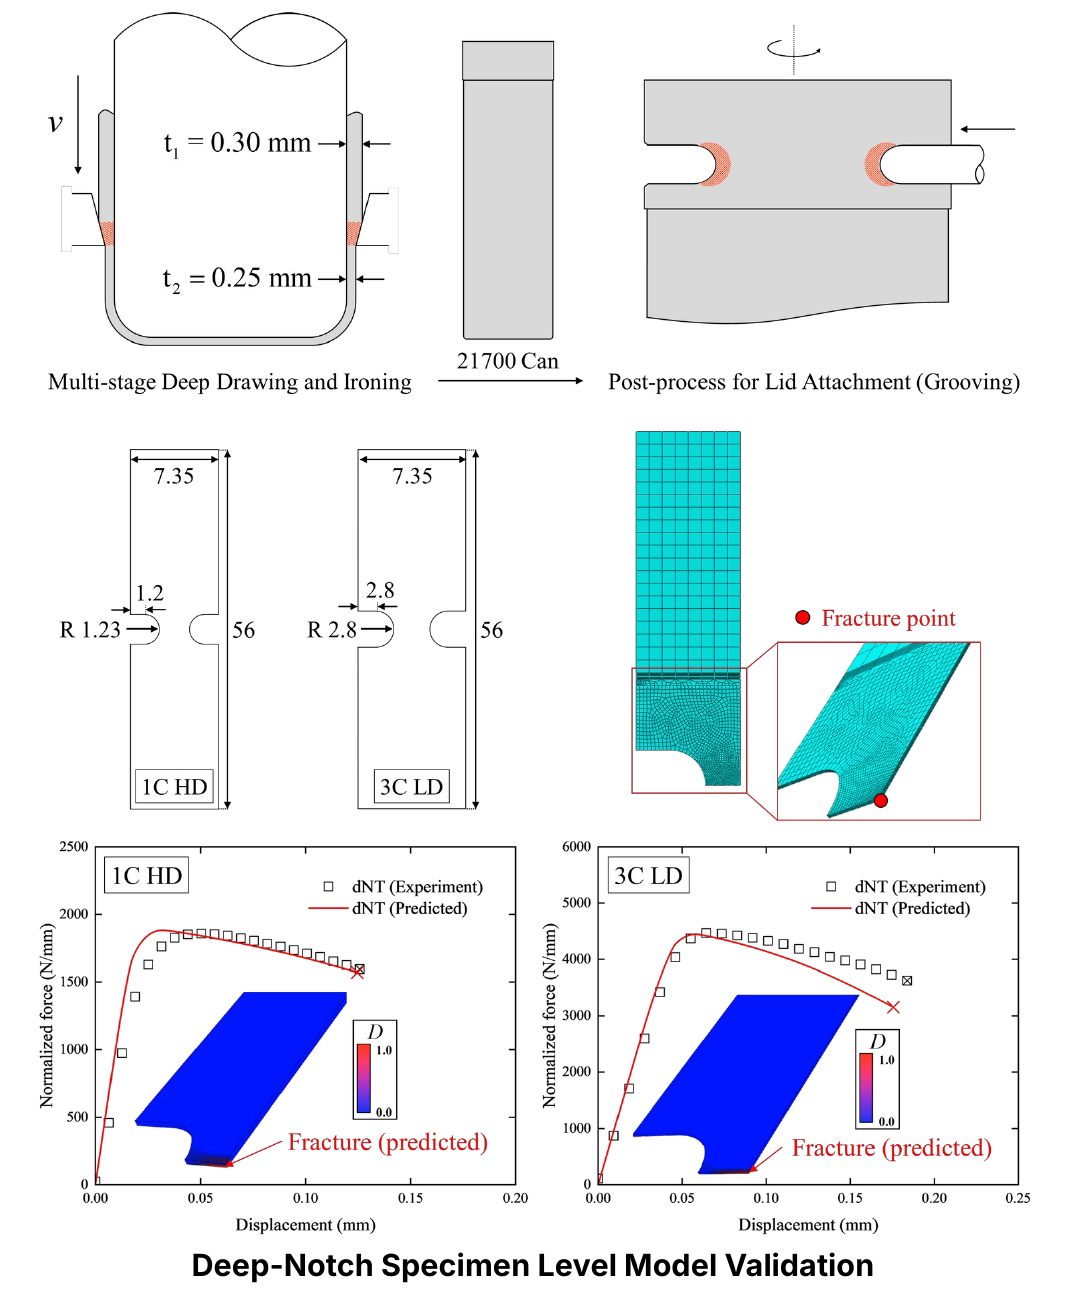 v
t₁ = 0.30 mm
t₂ = 0.25 mm
21700 Can
Multi-stage Deep Drawing and Ironing
Post-process for Lid Attachment (Grooving)
7.35
1.2
R 1.23
56
1C HD
7.35
2.8
R 2.8
56
3C LD
Fracture point
1C HD
dNT (Experiment)
dNT (Predicted)
2500
2000
1500
1000
500
0
Normalized force (N/mm)
D
1.0
0.0
Fracture (predicted)
0.00 0.05 0.10 0.15 0.20
Displacement (mm)
3C LD
dNT (Experiment)
dNT (Predicted)
6000
5000
4000
3000
2000
1000
0
Normalized force (N/mm)
D
1.0
0.0
Fracture (predicted)
0.00 0.05 0.10 0.15 0.20 0.25
Displacement (mm)
Deep-Notch Specimen Level Model Validation